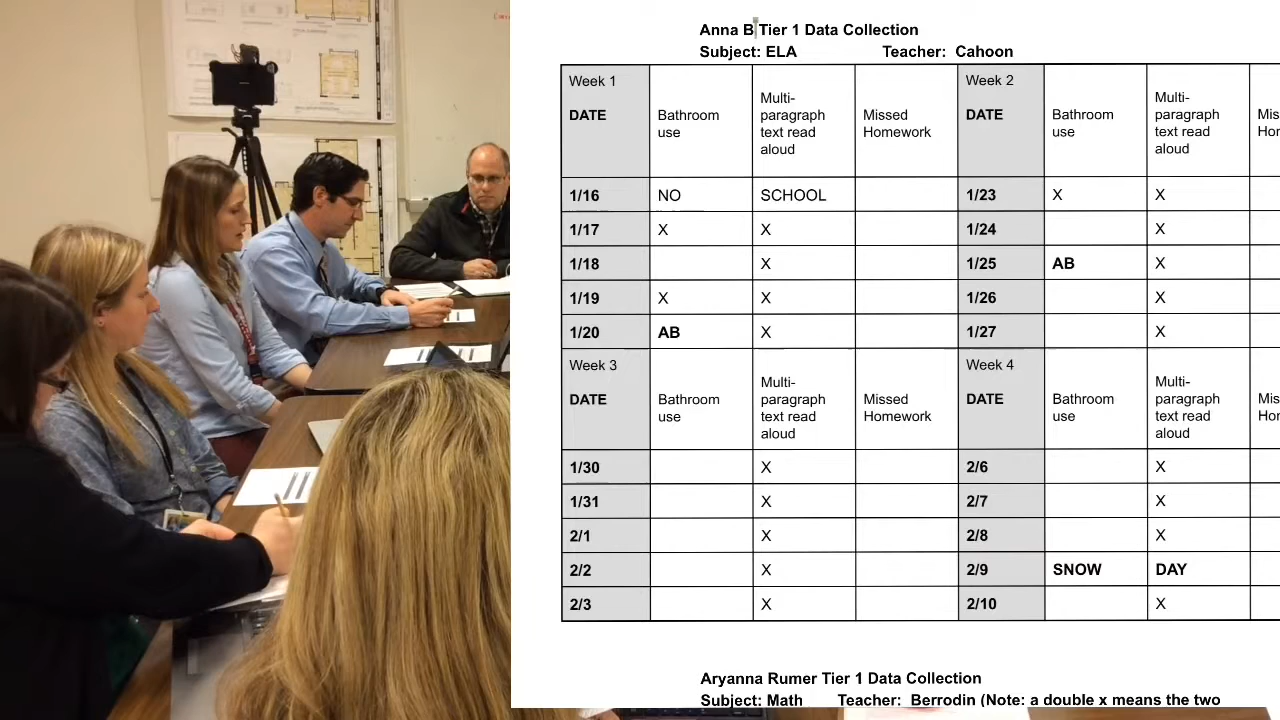 Anna B Tier 1 Data Collection
Subject: ELA Teacher: Cahoon
Week 1 Week 2
DATE Bathroom use Multi-paragraph text read aloud Missed Homework DATE Bathroom use Multi-paragraph text read aloud
1/16 NO SCHOOL 1/23 X X
1/17 X X 1/24 X
1/18 X 1/25 AB X
1/19 X X 1/26 X
1/20 AB X 1/27 X
Week 3 Week 4
DATE Bathroom use Multi-paragraph text read aloud Missed Homework DATE Bathroom use Multi-paragraph text read aloud
1/30 X 2/6 X
1/31 X 2/7 X
2/1 X 2/8 X
2/2 X 2/9 SNOW DAY
2/3 X 2/10 X
Aryanna Rumer Tier 1 Data Collection
Subject: Math Teacher: Berrodin (Note: a double x means the two